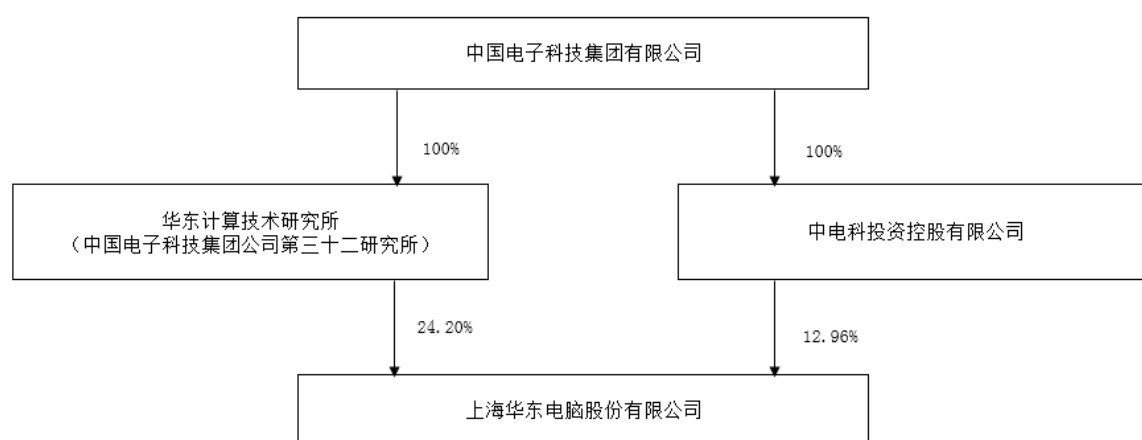 中国电子科技集团有限公司
100%
100%
华东计算技术研究所
（中国电子科技集团公司第三十二研究所）
中电科投资控股有限公司
24.20%
12.96%
上海华东电脑股份有限公司